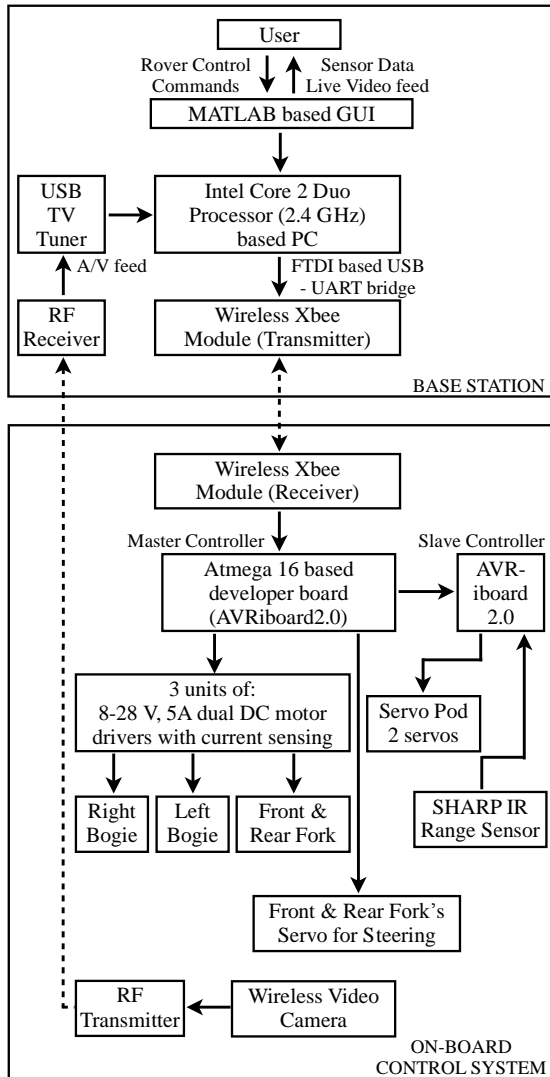 User
Rover Control
Commands
Sensor Data
Live Video feed
MATLAB based GUI
USB
TV
Tuner
Intel Core 2 Duo
Processor (2.4 GHz)
based PC
A/V feed
FTDI based USB
- UART bridge
RF
Receiver
Wireless Xbee
Module (Transmitter)
BASE STATION
Wireless Xbee
Module (Receiver)
Master Controller
Slave Controller
Atmega 16 based
developer board
(AVRiboard2.0)
AVR-
iboard
2.0
3 units of:
8-28 V, 5A dual DC motor
drivers with current sensing
Servo Pod
2 servos
Right
Bogie
Left
Bogie
Front &
Rear Fork
SHARP IR
Range Sensor
Front & Rear Fork's
Servo for Steering
RF
Transmitter
Wireless Video
Camera
ON-BOARD
CONTROL SYSTEM